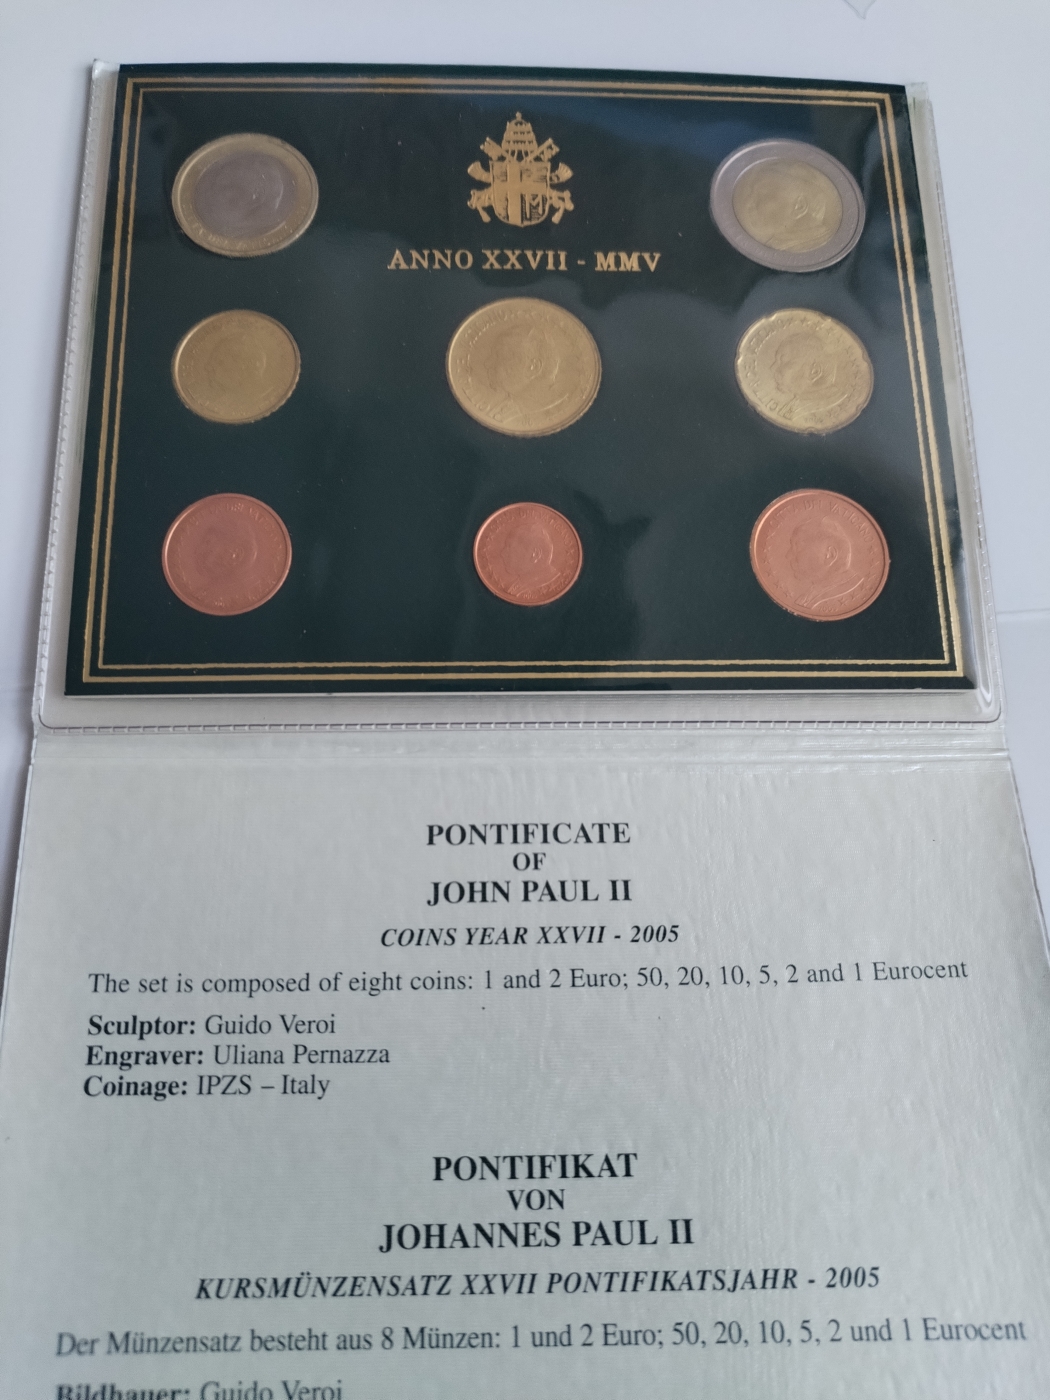 ANNO XXVII - MMV
PONTIFICATE
OF
JOHN PAUL II
COINS YEAR XXVII - 2005
The set is composed of eight coins: 1 and 2 Euro; 50, 20, 10, 5, 2 and 1 Eurocent
Sculptor: Guido Veroi
Engraver: Uliana Pernazza
Coinage: IPZS – Italy
PONTIFIKAT
VON
JOHANNES PAUL II
KURSMÜNZENSATZ XXVII PONTIFIKATSJAHR - 2005
Der Münzensatz besteht aus 8 Münzen: 1 und 2 Euro; 50, 20, 10, 5, 2 und 1 Eurocent
Bildhauer: Guido Veroi